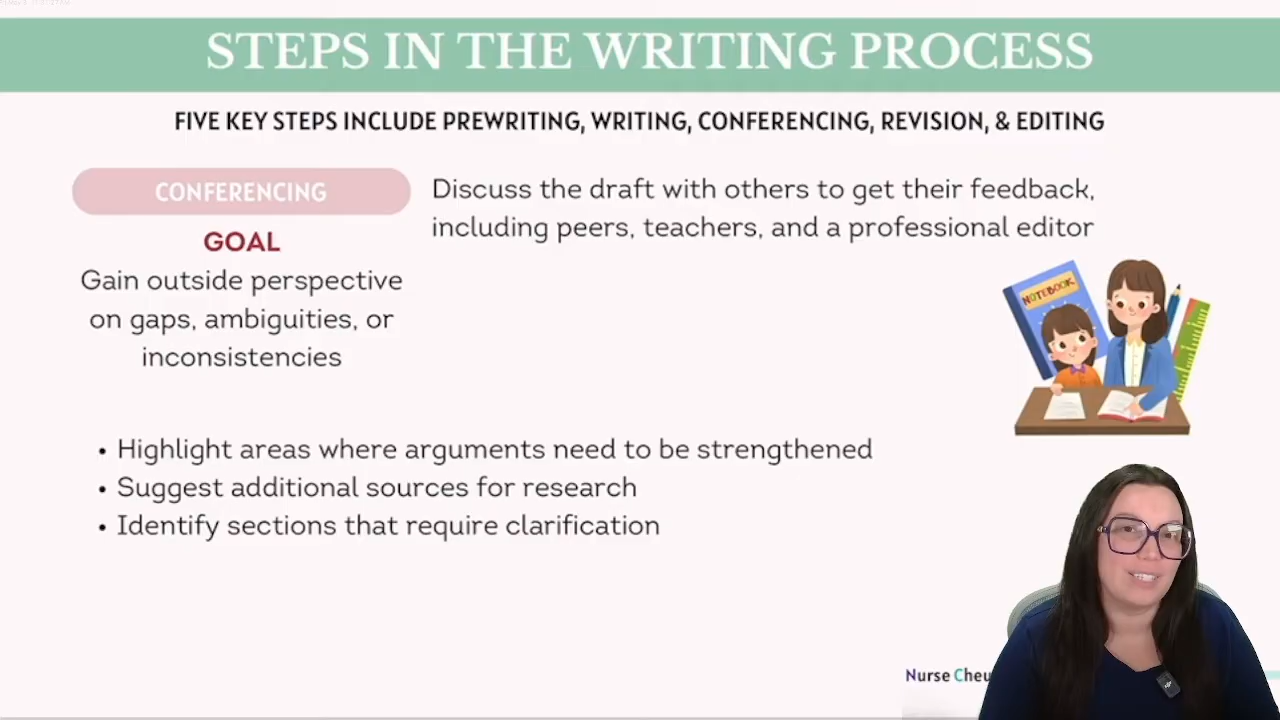 STEPS IN THE WRITING PROCESS
FIVE KEY STEPS INCLUDE PREWRITING, WRITING, CONFERENCING, REVISION, & EDITING
CONFERENCING
GOAL
Gain outside perspective
on gaps, ambiguities, or
inconsistencies
Discuss the draft with others to get their feedback,
including peers, teachers, and a professional editor
NOTEBOOK
• Highlight areas where arguments need to be strengthened
• Suggest additional sources for research
• Identify sections that require clarification
Nurse Cheu